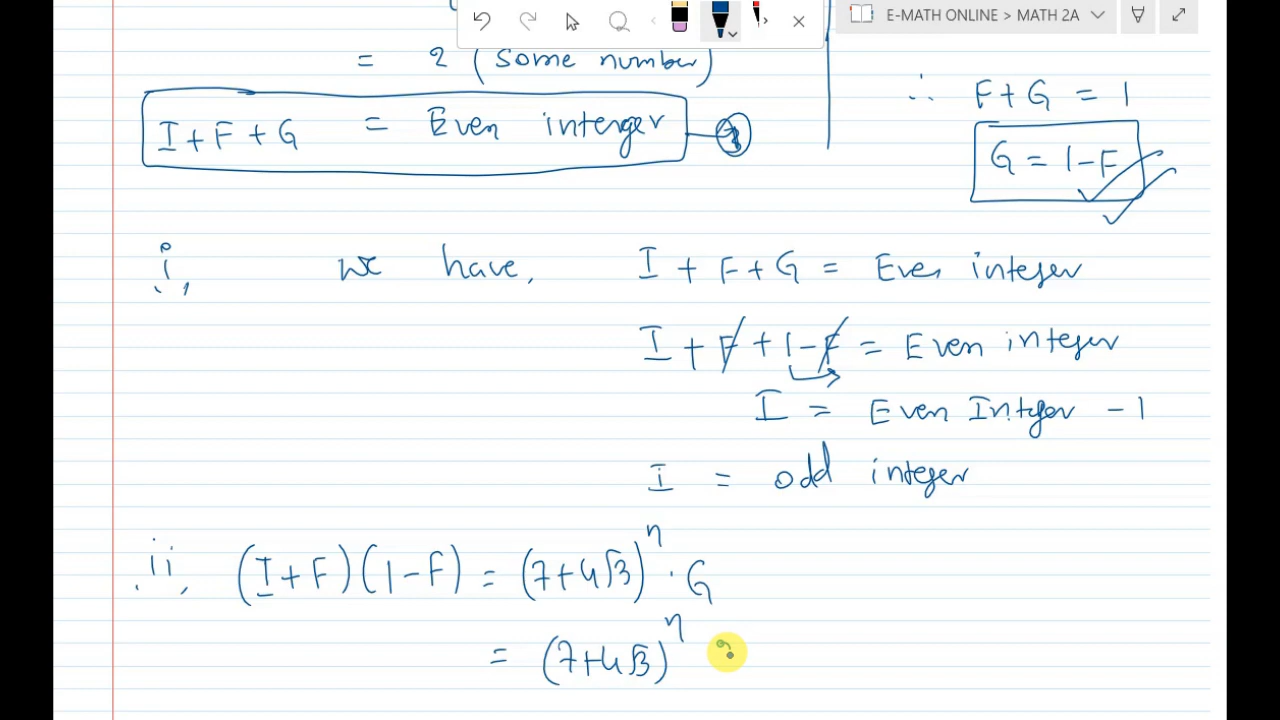 E-MATH ONLINE > MATH 2A
= 2 (some number)
I + F + G = Even interger
∴ F + G = 1
G = 1 - F
i, we have, I + F + G = Even integer
I + F + 1 - F = Even integer
I = Even Integer - 1
I = odd integer
ii, (I + F)(1 - F) = (7 + 4√3)^n · G
= (7 + 4√3)^n